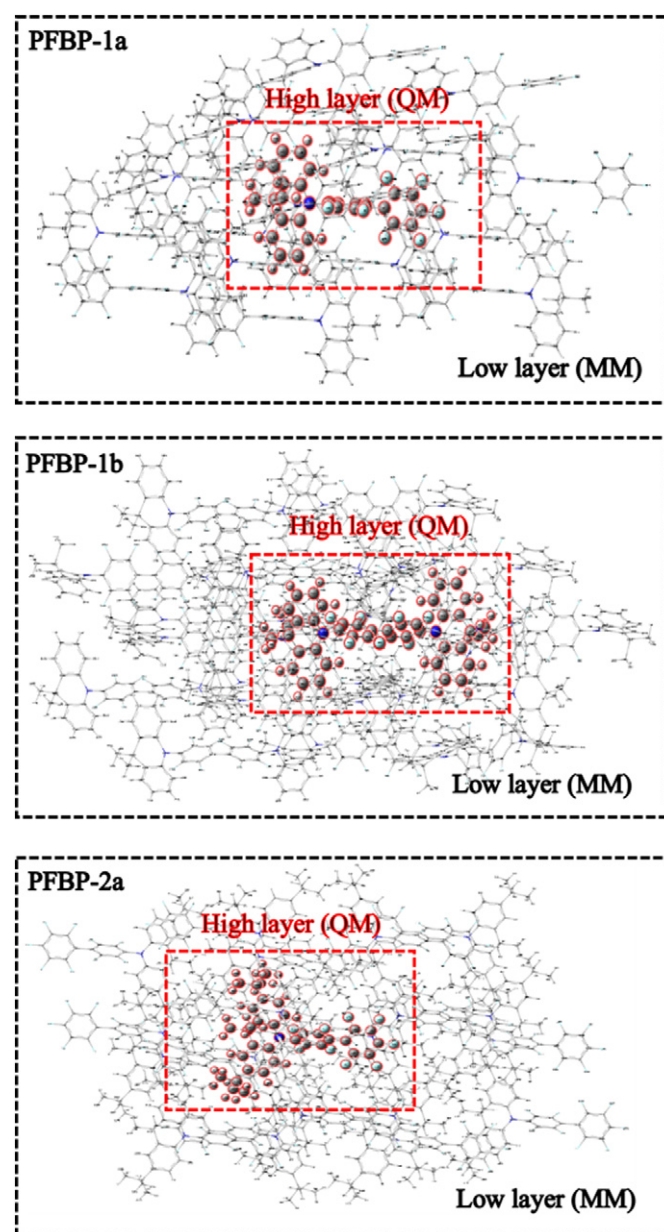 PFBP-1a
High layer (QM)
Low layer (MM)
PFBP-1b
High layer (QM)
Low layer (MM)
PFBP-2a
High layer (QM)
Low layer (MM)